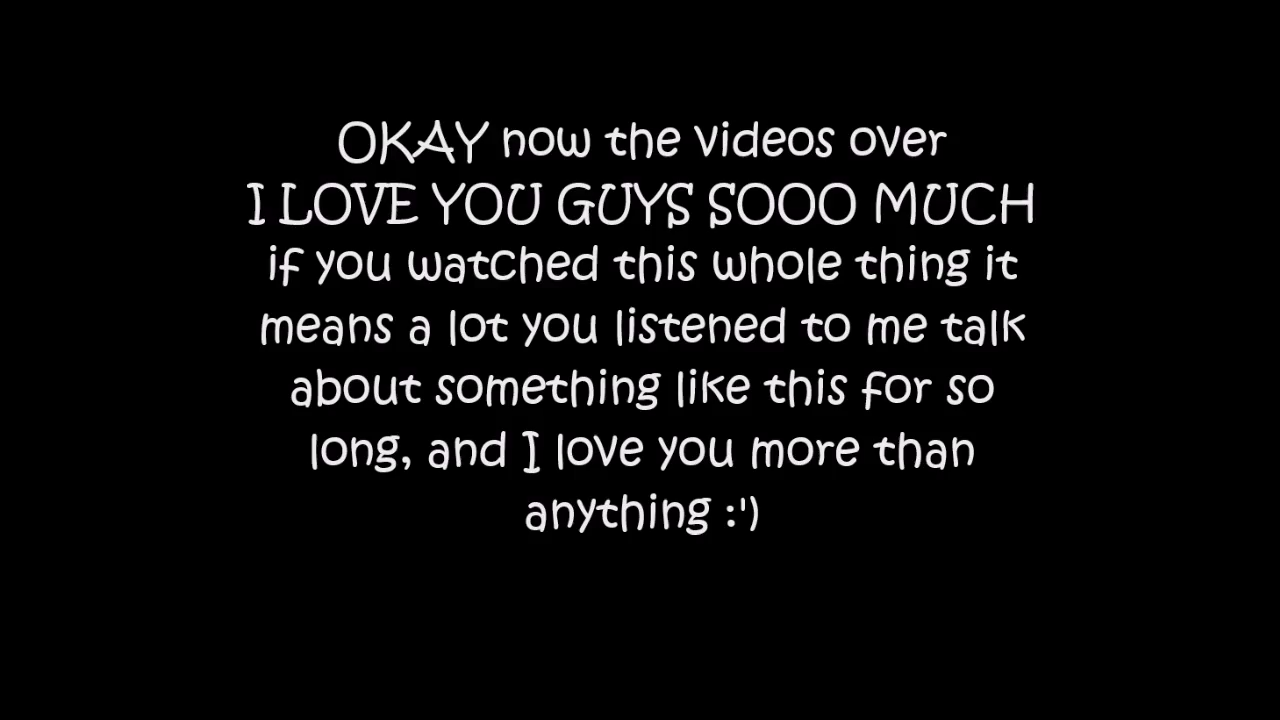 OKAY now the videos over
I LOVE YOU GUYS SOOO MUCH
if you watched this whole thing it
means a lot you listened to me talk
about something like this for so
long, and I love you more than
anything :')